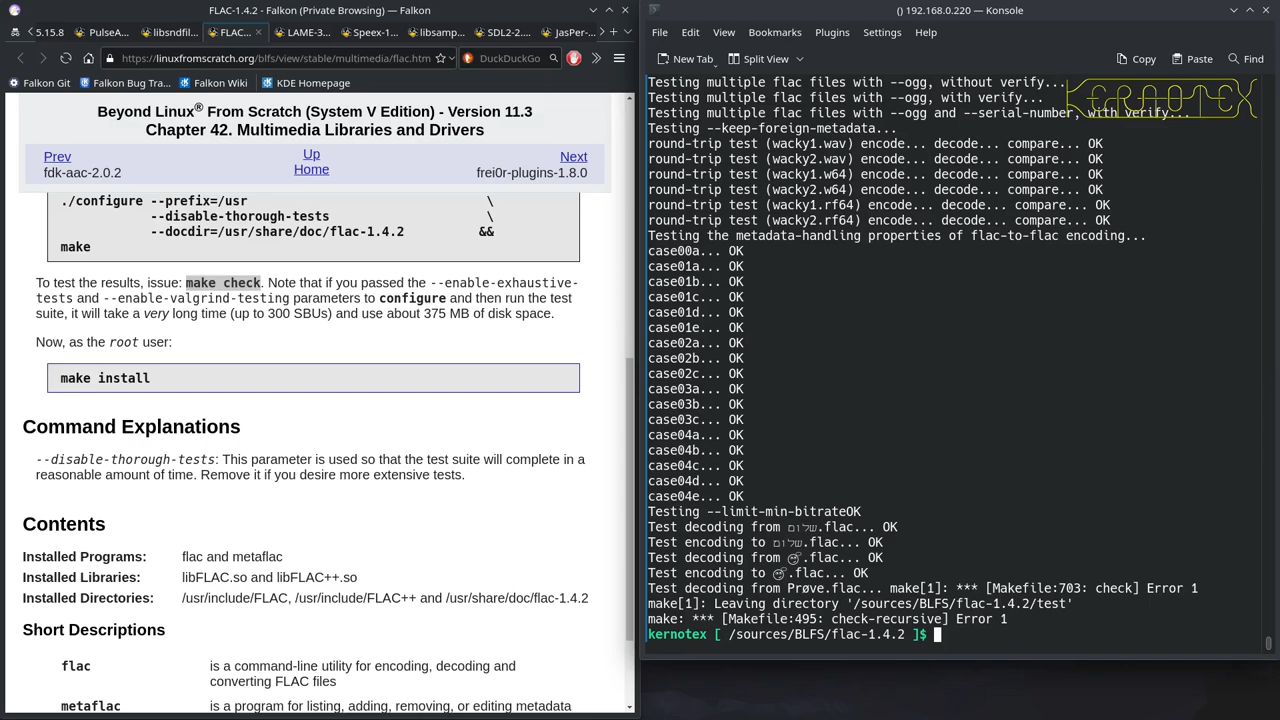 FLAC-1.4.2 - Falkon (Private Browsing) — Falkon
5.15.8
PulseA...
libsndfil...
FLAC...
LAME-3...
Speex-1...
libsamp...
SDL2-2....
JasPer-...
https://linuxfromscratch.org/blfs/view/stable/multimedia/flac.htm
DuckDuckGo
Falkon Git
Falkon Bug Tra...
Falkon Wiki
KDE Homepage
Beyond Linux® From Scratch (System V Edition) - Version 11.3
Chapter 42. Multimedia Libraries and Drivers
Prev
Up
Next
fdk-aac-2.0.2
Home
frei0r-plugins-1.8.0
./configure --prefix=/usr \
--disable-thorough-tests \
--docdir=/usr/share/doc/flac-1.4.2 &&
make
To test the results, issue: make check. Note that if you passed the --enable-exhaustive-
tests and --enable-valgrind-testing parameters to configure and then run the test
suite, it will take a very long time (up to 300 SBUs) and use about 375 MB of disk space.
Now, as the root user:
make install
Command Explanations
--disable-thorough-tests: This parameter is used so that the test suite will complete in a
reasonable amount of time. Remove it if you desire more extensive tests.
Contents
Installed Programs: flac and metaflac
Installed Libraries: libFLAC.so and libFLAC++.so
Installed Directories: /usr/include/FLAC, /usr/include/FLAC++ and /usr/share/doc/flac-1.4.2
Short Descriptions
flac is a command-line utility for encoding, decoding and
converting FLAC files
metaflac is a program for listing, adding, removing, or editing metadata
() 192.168.0.220 — Konsole
File Edit View Bookmarks Plugins Settings Help
New Tab
Split View
Copy
Paste
Find
KERNOTEX
Testing multiple flac files with --ogg, without verify...
Testing multiple flac files with --ogg, with verify...
Testing multiple flac files with --ogg and --serial-number, with verify...
Testing --keep-foreign-metadata...
round-trip test (wacky1.wav) encode... decode... compare... OK
round-trip test (wacky2.wav) encode... decode... compare... OK
round-trip test (wacky1.w64) encode... decode... compare... OK
round-trip test (wacky2.w64) encode... decode... compare... OK
round-trip test (wacky1.rf64) encode... decode... compare... OK
round-trip test (wacky2.rf64) encode... decode... compare... OK
Testing the metadata-handling properties of flac-to-flac encoding...
case00a... OK
case01a... OK
case01b... OK
case01c... OK
case01d... OK
case01e... OK
case02a... OK
case02b... OK
case02c... OK
case03a... OK
case03b... OK
case03c... OK
case04a... OK
case04b... OK
case04c... OK
case04d... OK
case04e... OK
Testing --limit-min-bitrateOK
Test decoding from שלום.flac... OK
Test encoding to שלום.flac... OK
Test decoding from .flac... OK
Test encoding to .flac... OK
Test decoding from Prøve.flac... make[1]: *** [Makefile:703: check] Error 1
make[1]: Leaving directory '/sources/BLFS/flac-1.4.2/test'
make: *** [Makefile:495: check-recursive] Error 1
kernotex [ /sources/BLFS/flac-1.4.2 ]$